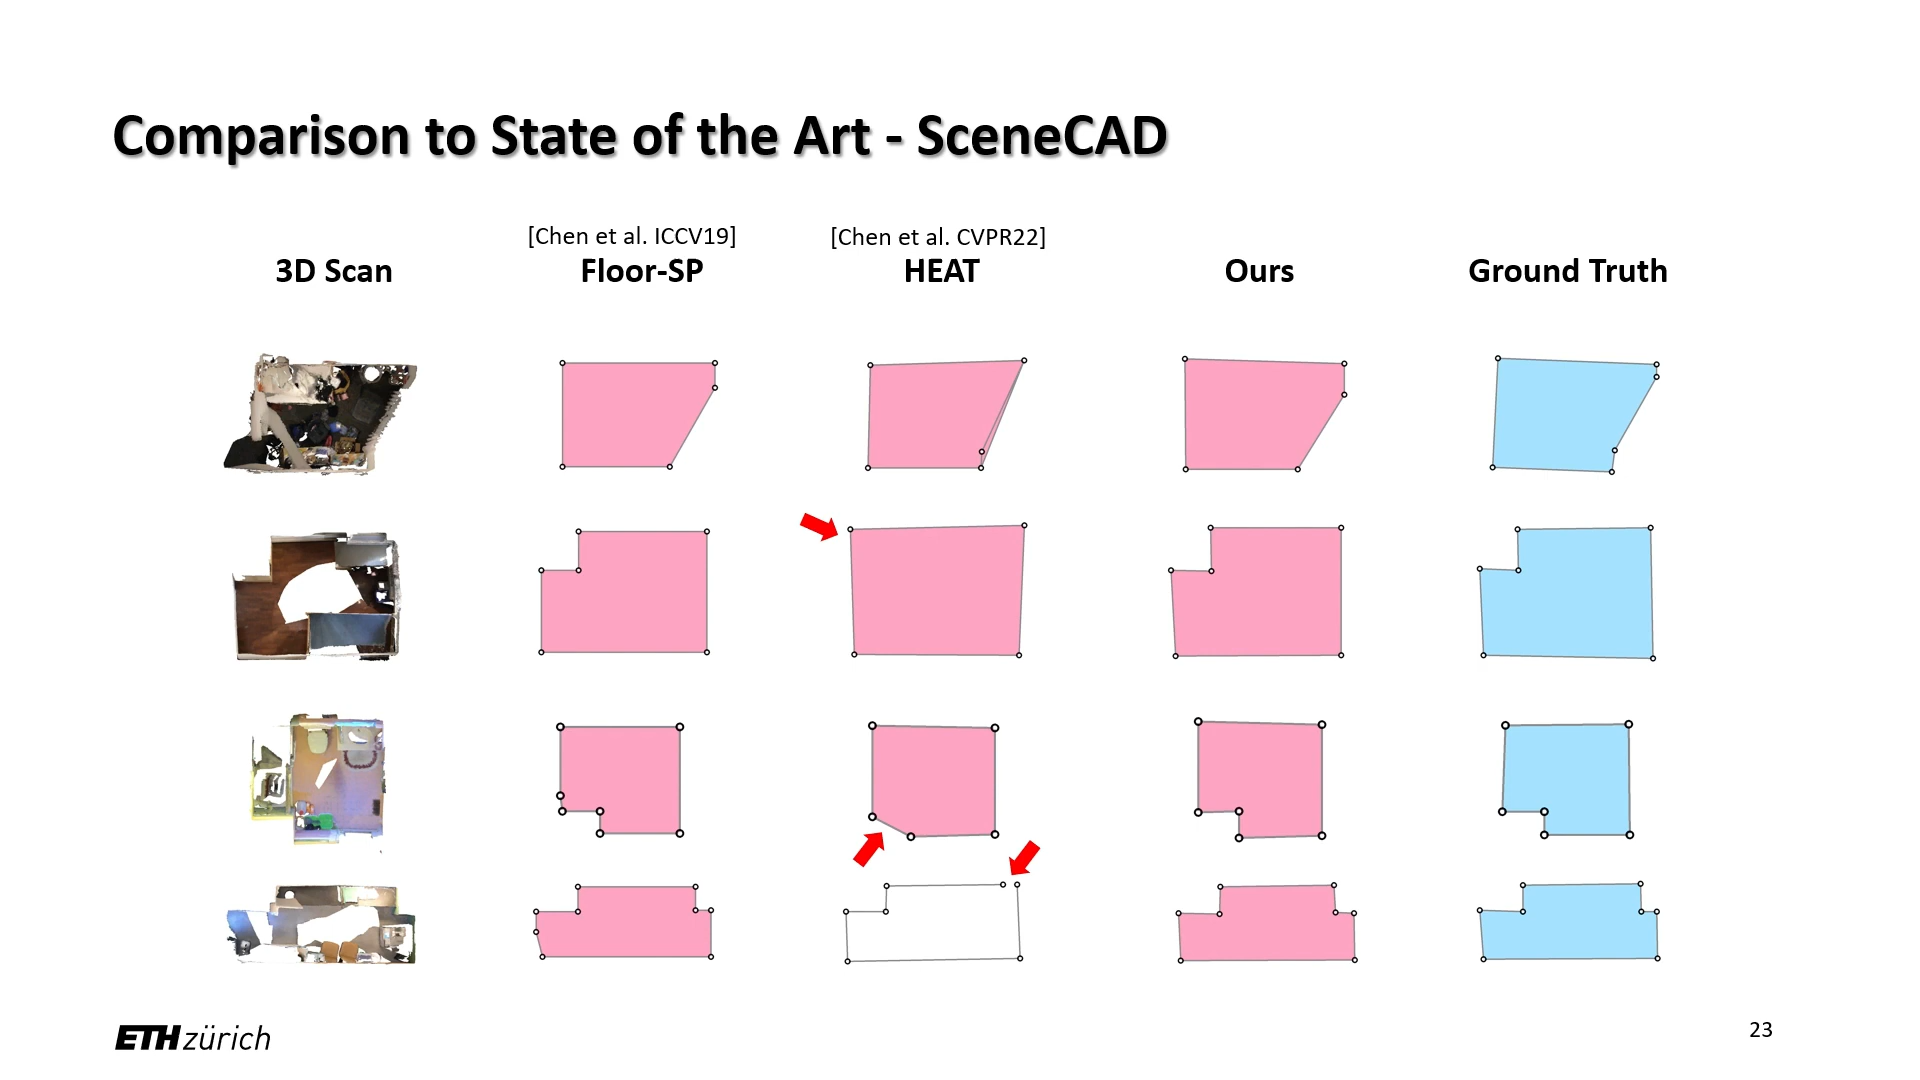 Comparison to State of the Art - SceneCAD
[Chen et al. ICCV19]
[Chen et al. CVPR22]
3D Scan
Floor-SP
HEAT
Ours
Ground Truth
ETH zürich
23